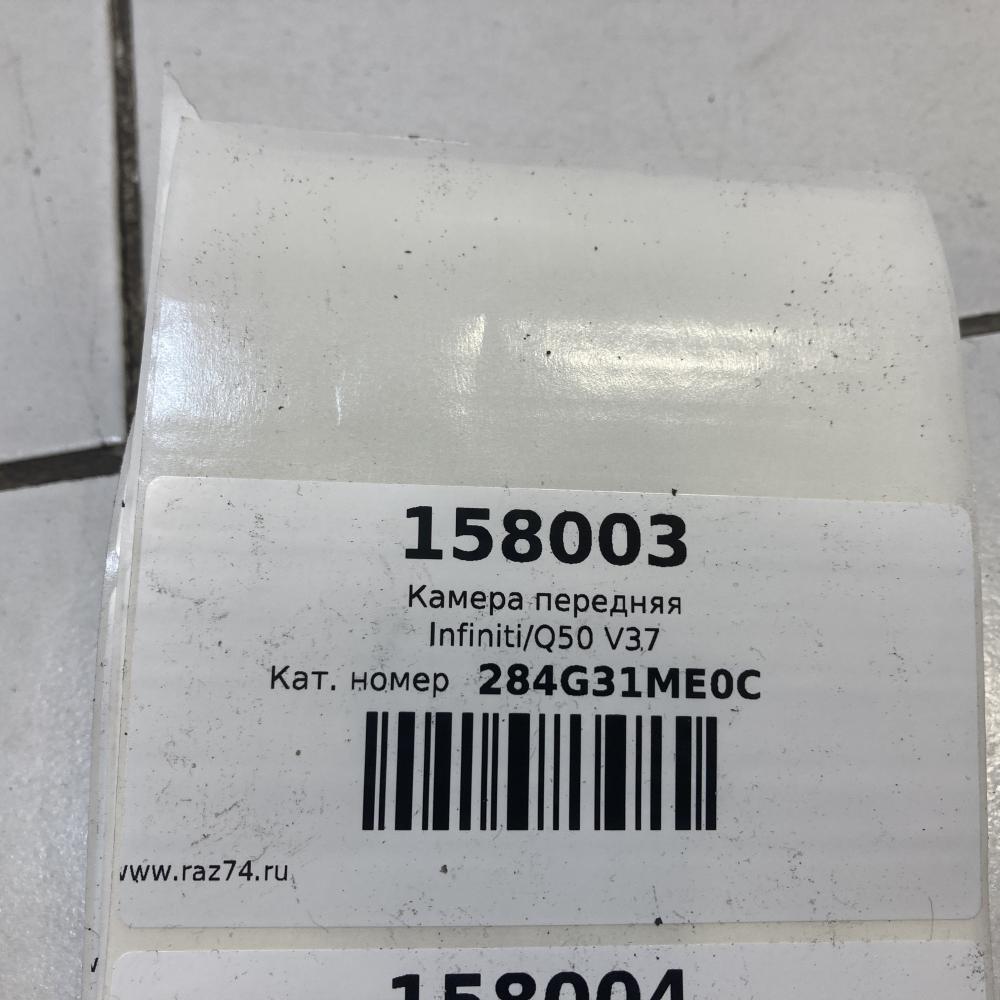 158003
Камера передняя
Infiniti/Q50 V37
Кат. номер 284G31ME0C
www.raz74.ru
158004